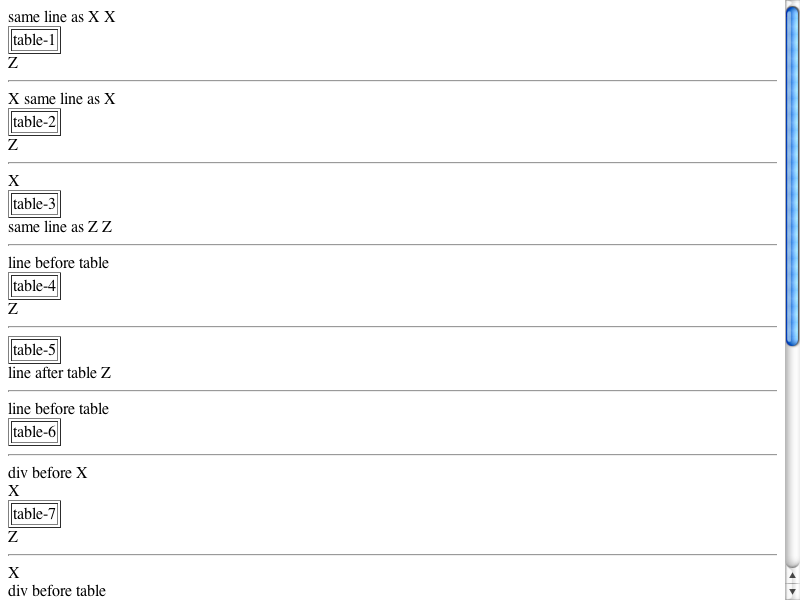 same line as X X
table-1
Z
X same line as X
table-2
Z
X
table-3
same line as Z Z
line before table
table-4
Z
table-5
line after table Z
line before table
table-6
div before X
X
table-7
Z
X
div before table